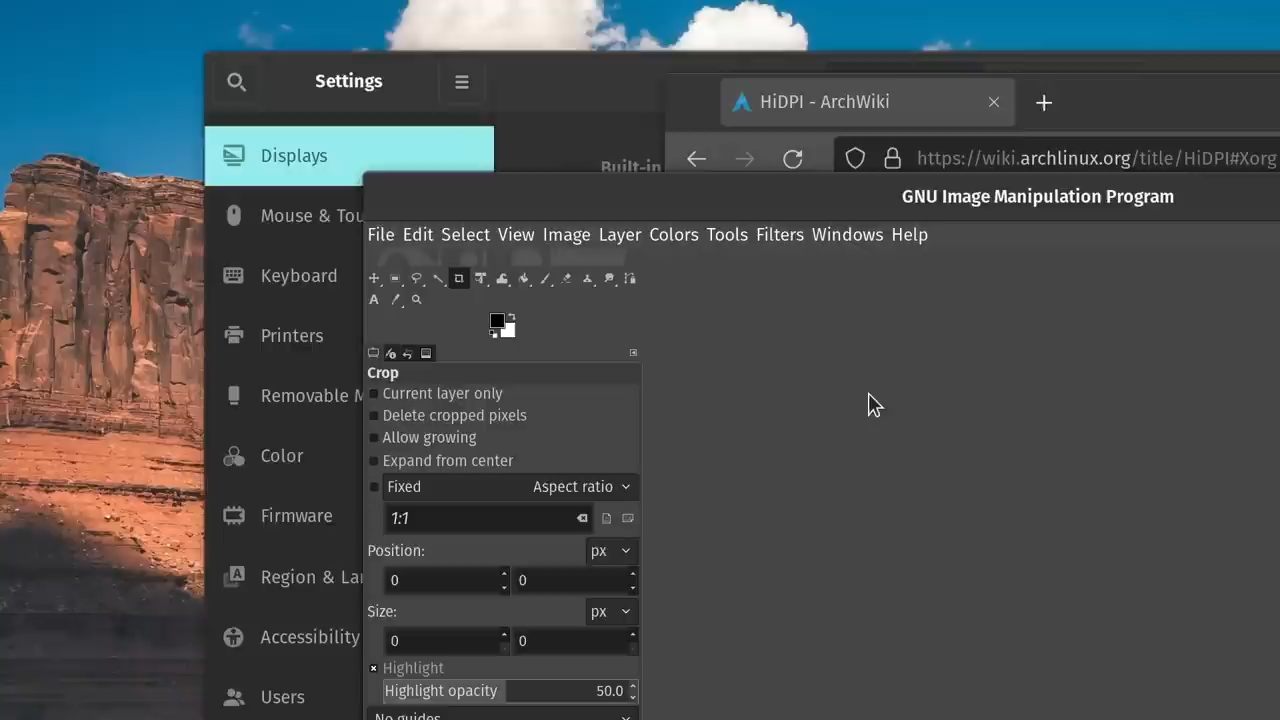 Settings
HiDPI - ArchWiki
Displays
Built-in
https://wiki.archlinux.org/title/HiDPI#Xorg
Mouse & Tou
GNU Image Manipulation Program
File Edit Select View Image Layer Colors Tools Filters Windows Help
Keyboard
Printers
Removable M
Color
Firmware
Region & Lan
Accessibility
Users
Crop
Current layer only
Delete cropped pixels
Allow growing
Expand from center
Fixed Aspect ratio
1:1
Position: px
0 0
Size: px
0 0
Highlight
Highlight opacity 50.0
No guides